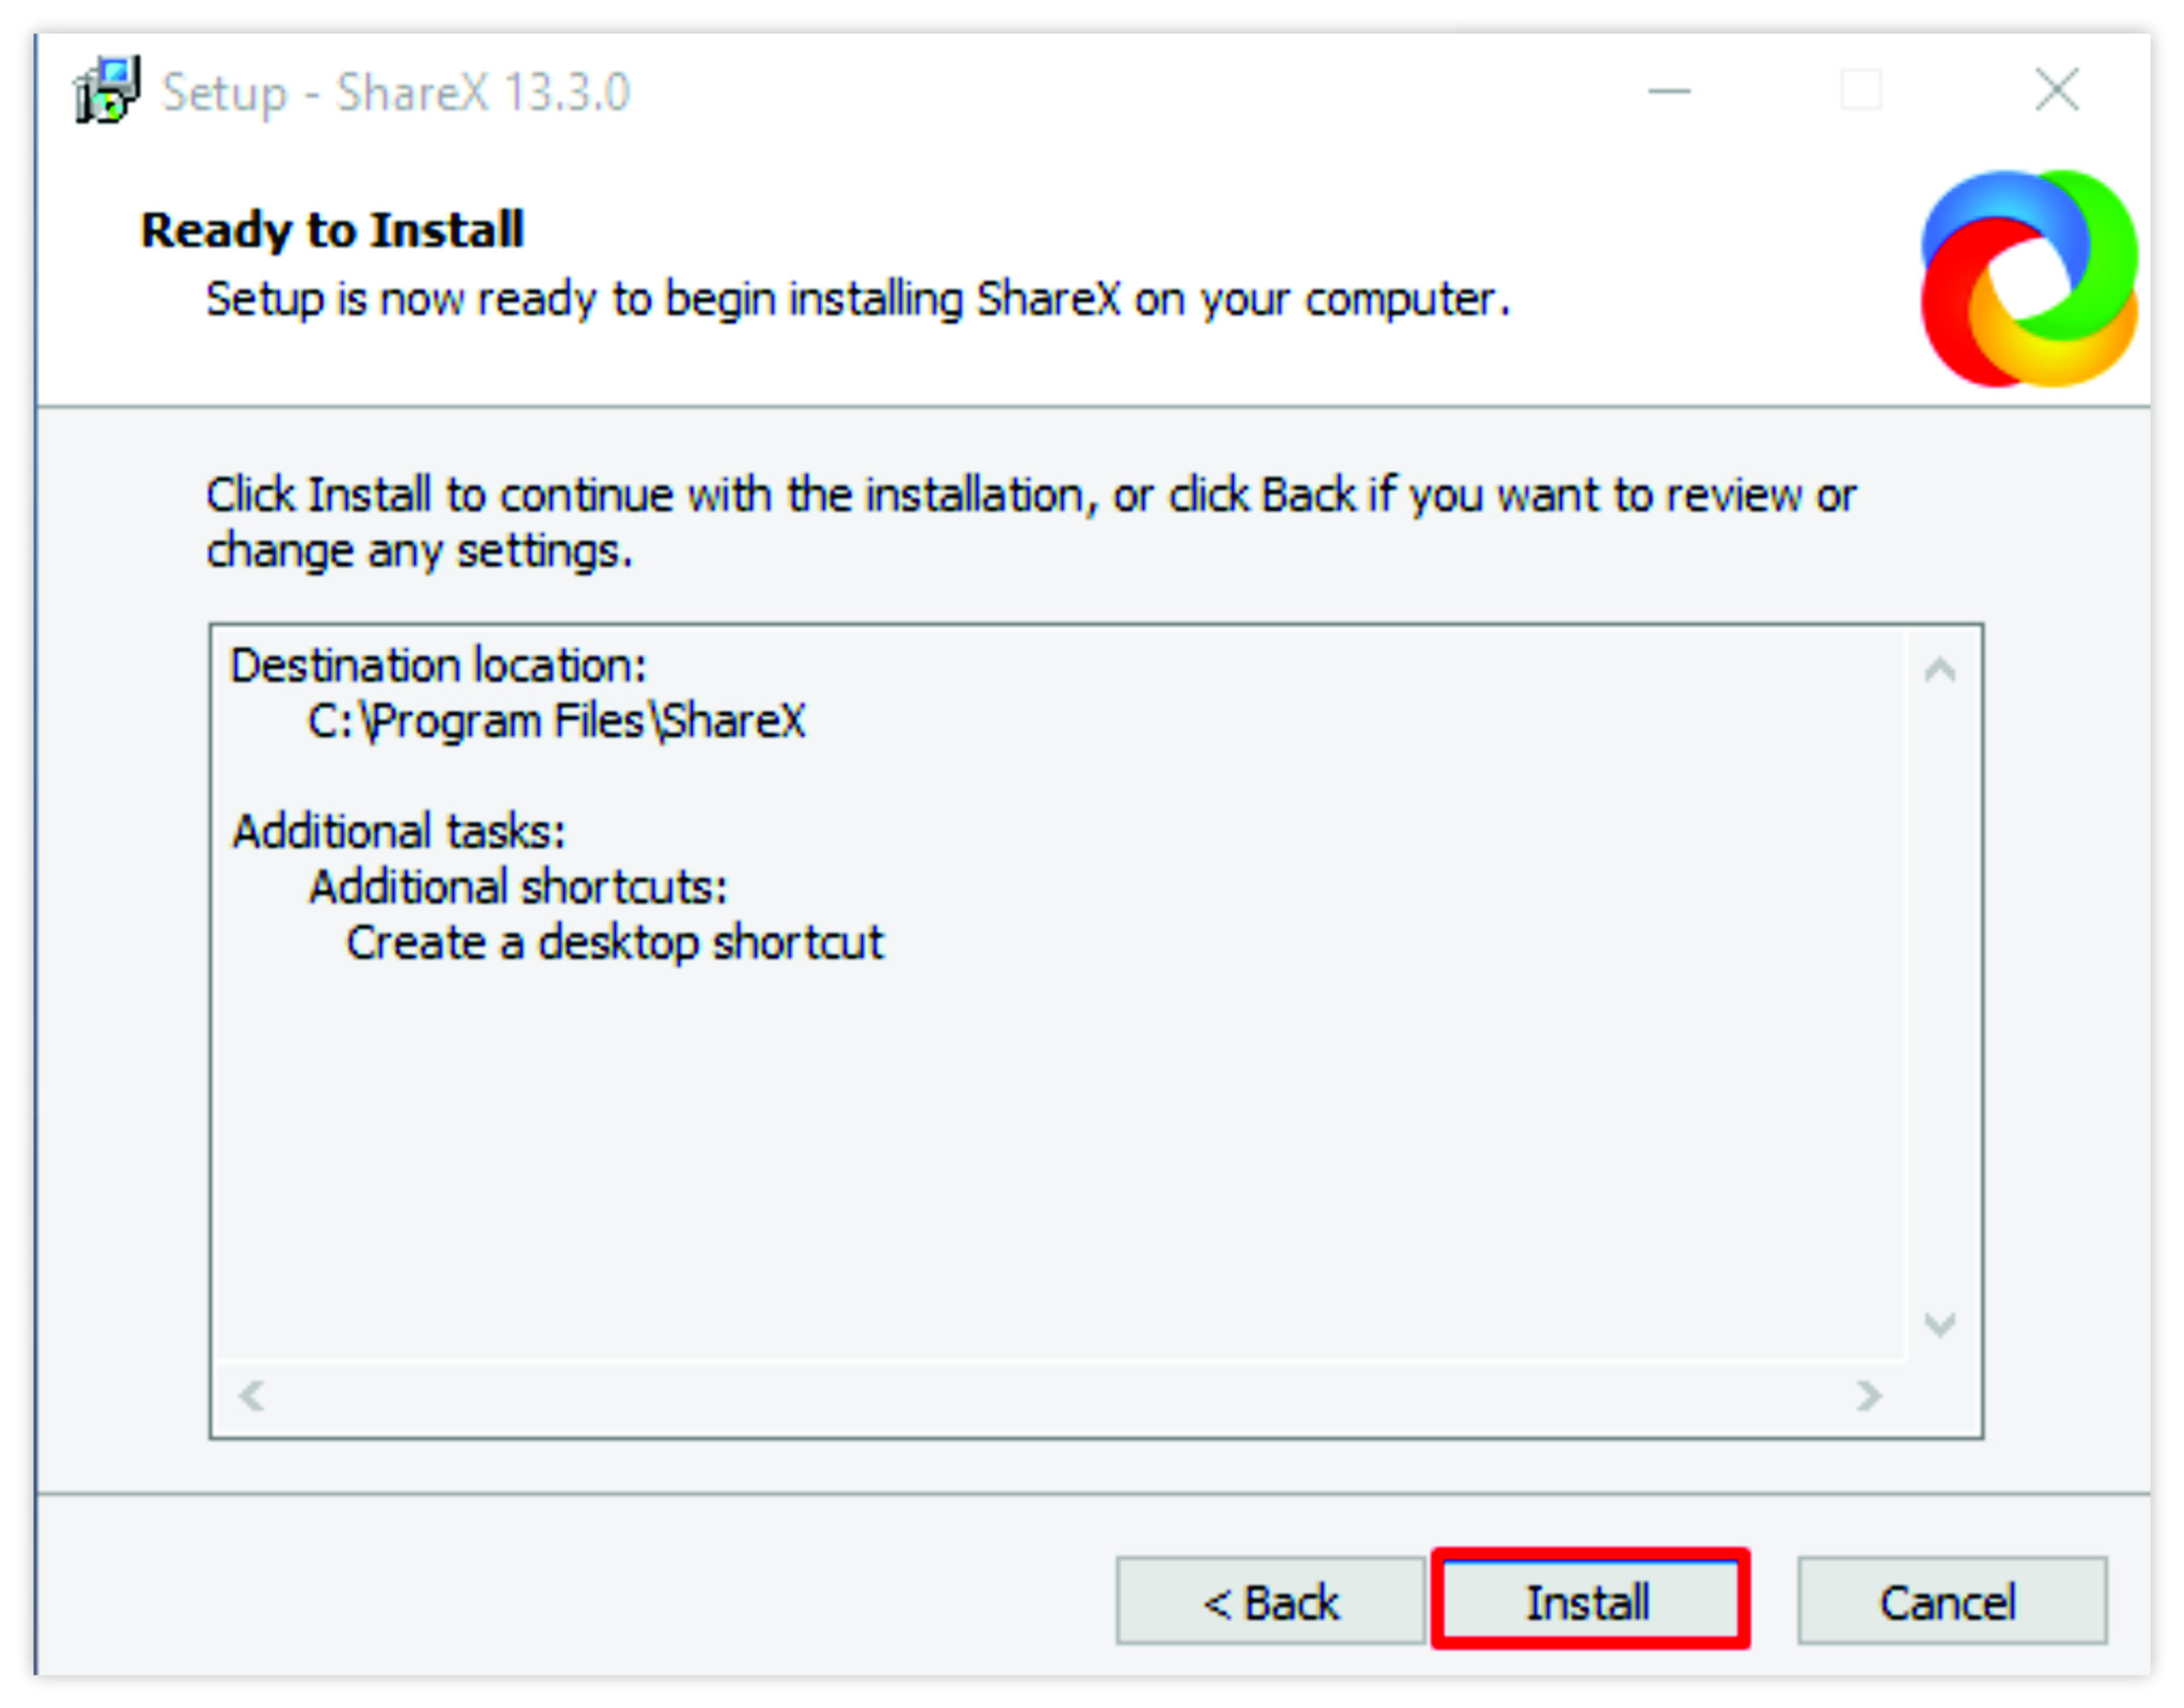 Setup - ShareX 13.3.0
Ready to Install
Setup is now ready to begin installing ShareX on your computer.
Click Install to continue with the installation, or click Back if you want to review or
change any settings.
Destination location:
C:\Program Files\ShareX
Additional tasks:
Additional shortcuts:
Create a desktop shortcut
< Back
Install
Cancel